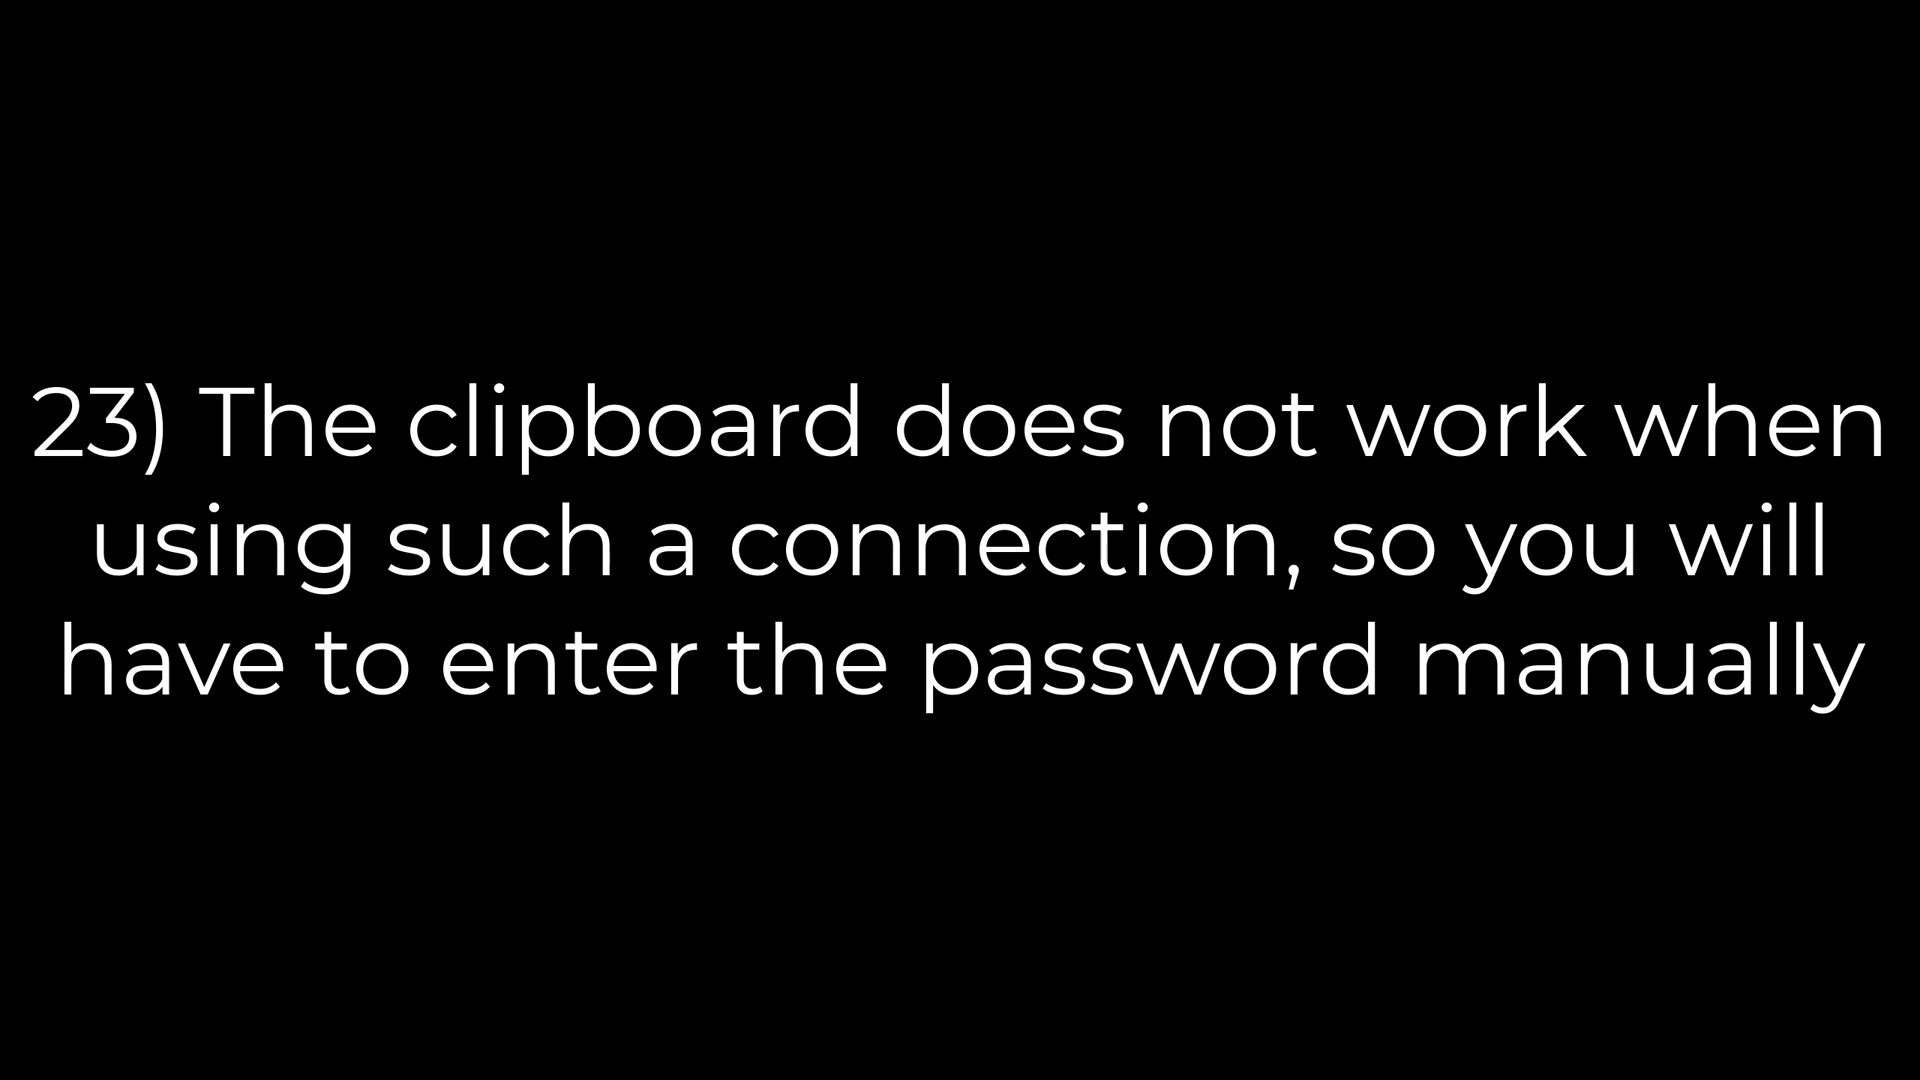 23) The clipboard does not work when
using such a connection, so you will
have to enter the password manually